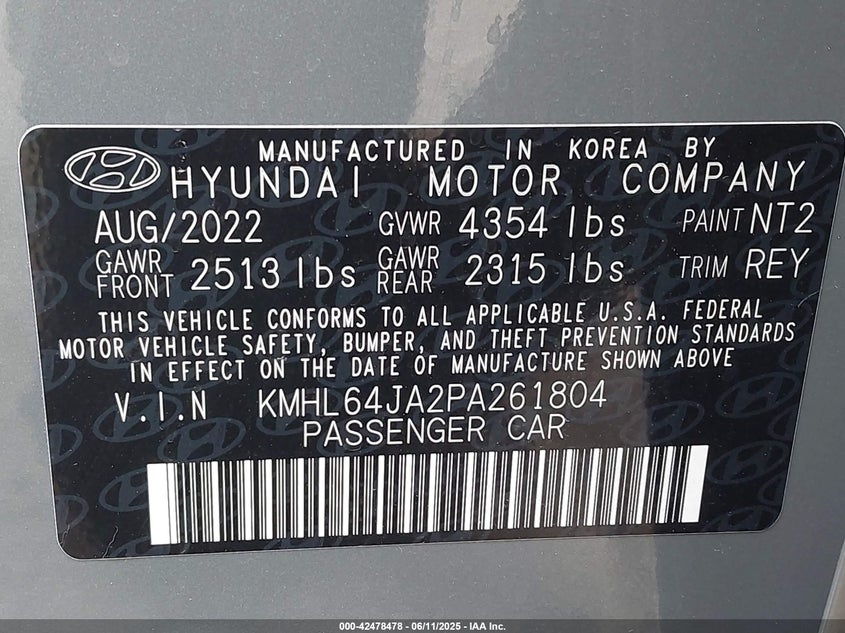 MANUFACTURED IN KOREA BY
HYUNDAI MOTOR COMPANY
AUG/2022 GVWR 4354 lbs PAINT NT2
GAWR FRONT 2513 lbs GAWR REAR 2315 lbs TRIM REY
THIS VEHICLE CONFORMS TO ALL APPLICABLE U.S.A. FEDERAL
MOTOR VEHICLE SAFETY, BUMPER, AND THEFT PREVENTION STANDARDS
IN EFFECT ON THE DATE OF MANUFACTURE SHOWN ABOVE
V.I.N KMHL64JA2PA261804
PASSENGER CAR
000-42478478 - 06/11/2025 - IAA Inc.